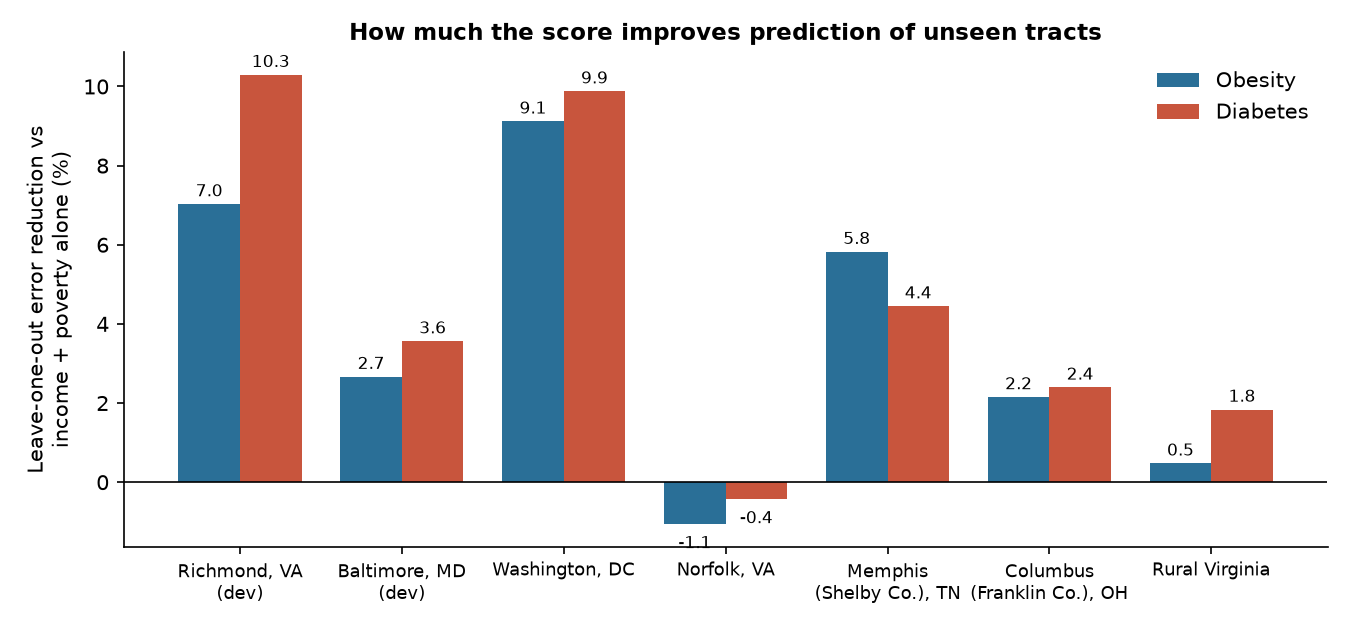 How much the score improves prediction of unseen tracts
Leave-one-out error reduction vs
income + poverty alone (%)
10
8
6
4
2
0
Obesity
Diabetes
7.0
10.3
2.7
3.6
9.1
9.9
-1.1
-0.4
5.8
4.4
2.2
2.4
0.5
1.8
Richmond, VA
(dev)
Baltimore, MD
(dev)
Washington, DC
Norfolk, VA
Memphis
(Shelby Co.), TN
Columbus
(Franklin Co.), OH
Rural Virginia